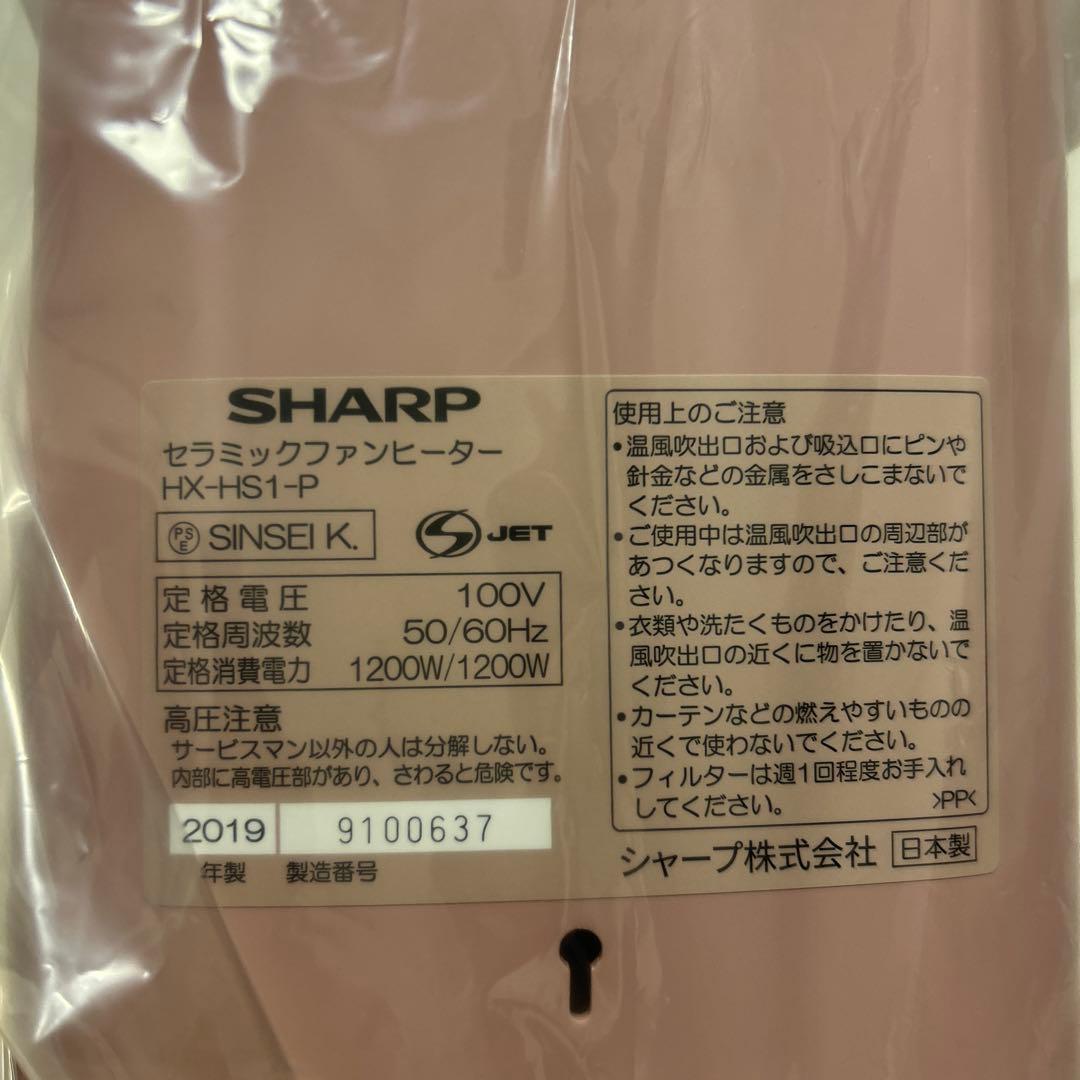 SHARP
セラミックファンヒーター
HX-HS1-P
PSE SINSEI K.
S JET
定格電圧 100V
定格周波数 50/60Hz
定格消費電力 1200W/1200W
高圧注意
サービスマン以外の人は分解しない。
内部に高電圧部があり、さわると危険です。
2019 9100637
年製 製造番号
使用上のご注意
•温風吹出口および吸込口にピンや
針金などの金属をさしこまないで
ください。
•ご使用中は温風吹出口の周辺部が
あつくなりますので、ご注意くだ
さい。
•衣類や洗たくものをかけたり、温
風吹出口の近くに物を置かないで
ください。
•カーテンなどの燃えやすいものの
近くで使わないでください。
•フィルターは週1回程度お手入れ
してください。 >PP<
シャープ株式会社 日本製